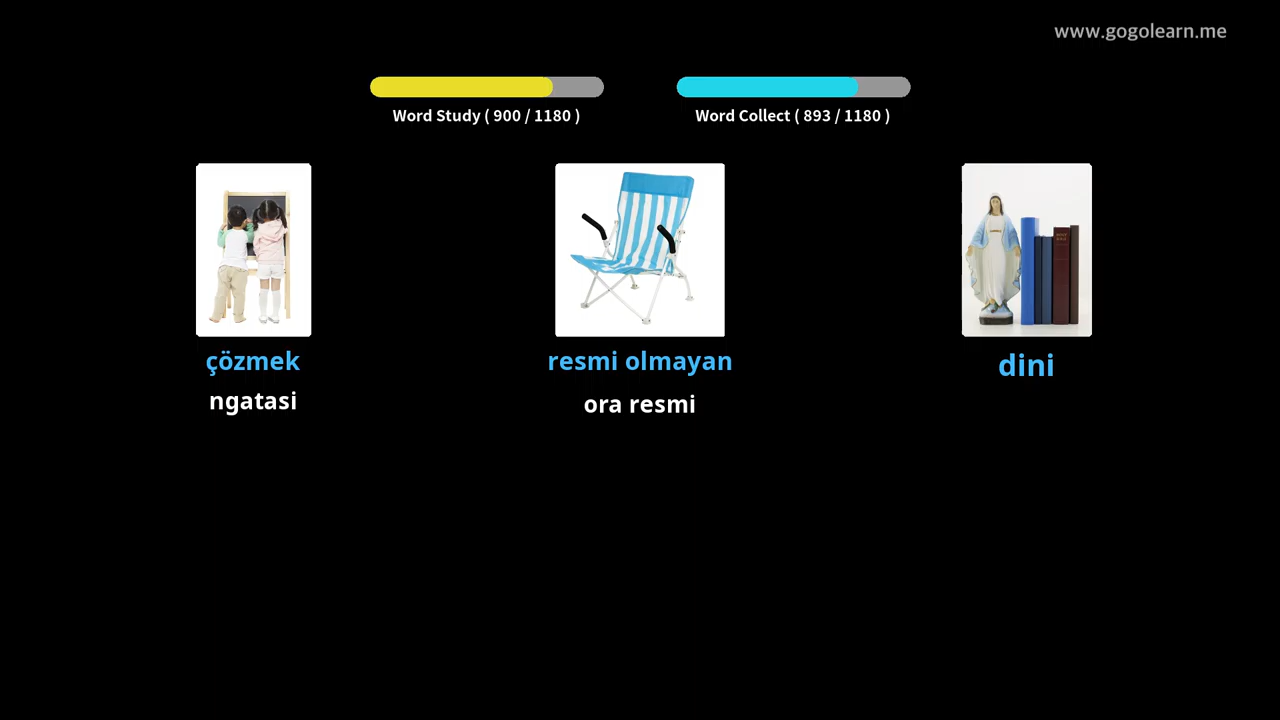 www.gogolearn.me
Word Study ( 900 / 1180 )
Word Collect ( 893 / 1180 )
çözmek
resmi olmayan
dini
ngatasi
ora resmi